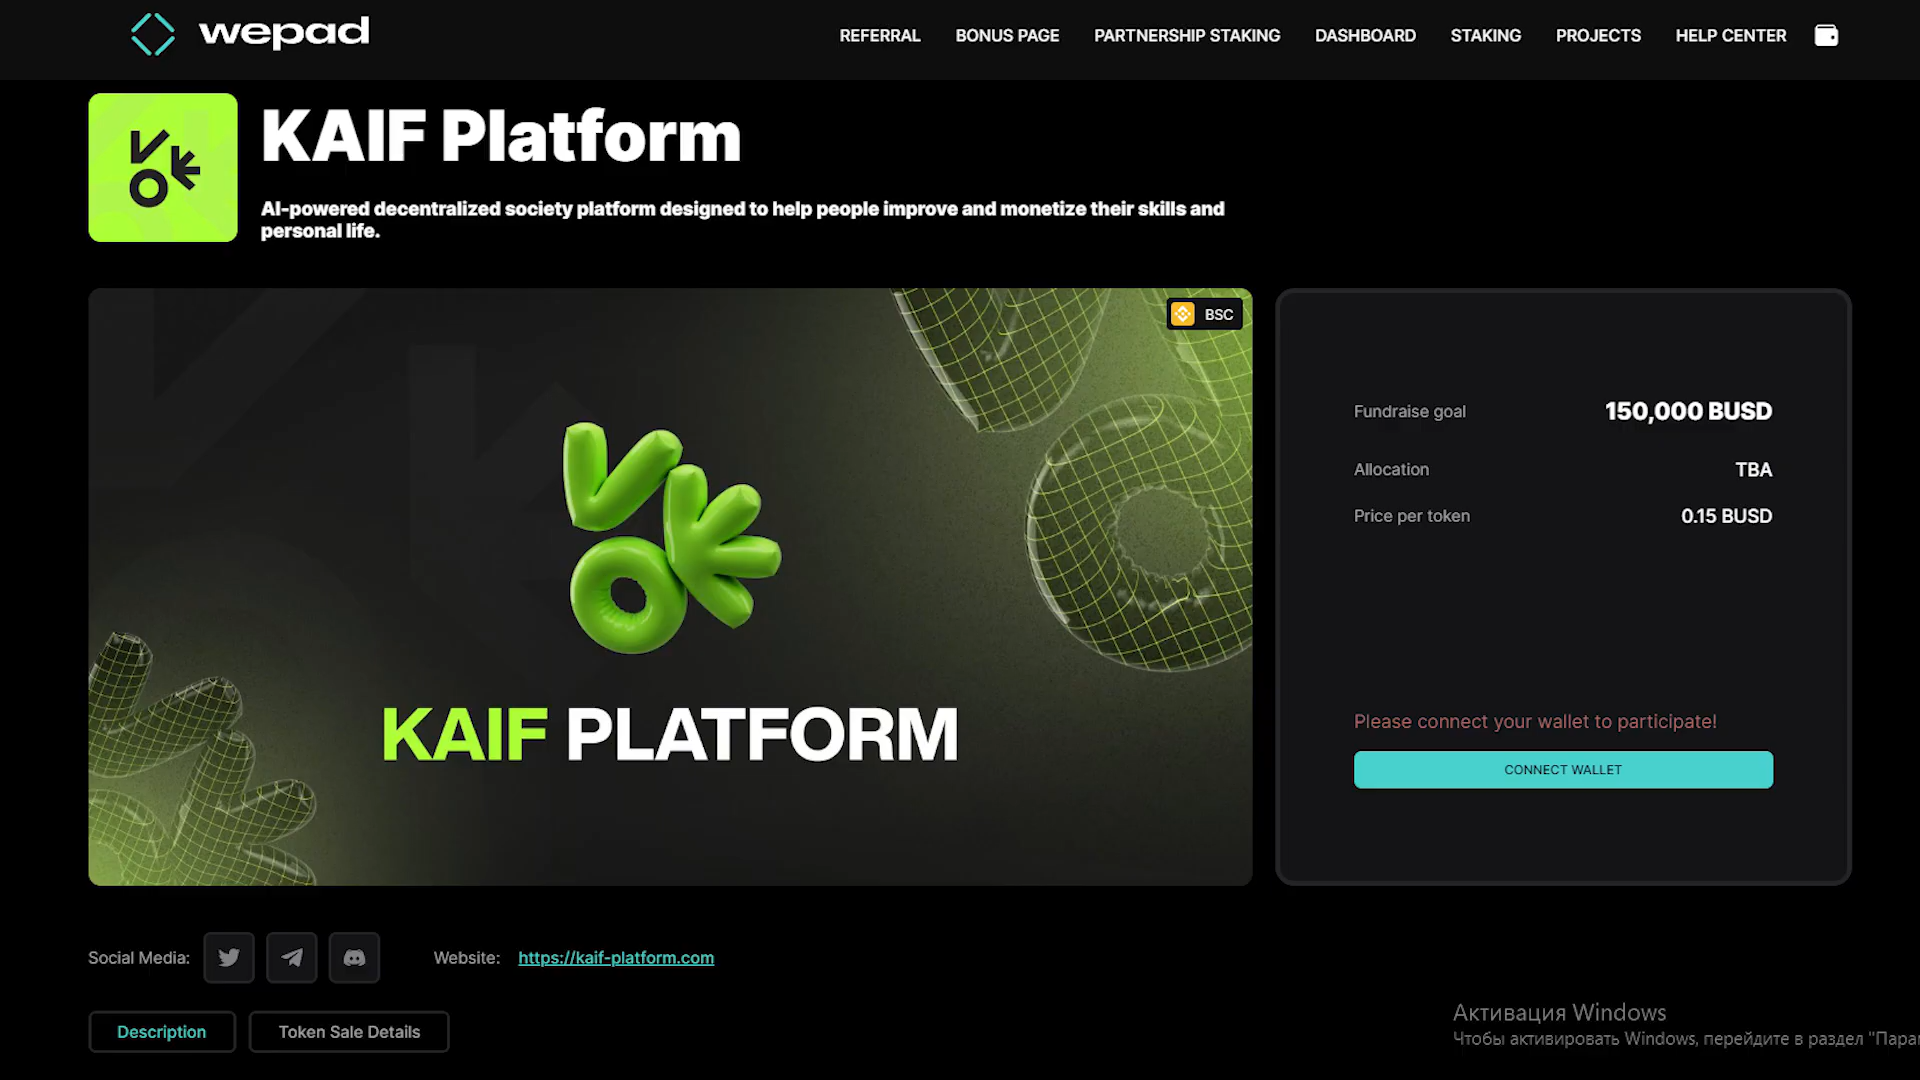 wepad
REFERRAL BONUS PAGE PARTNERSHIP STAKING DASHBOARD STAKING PROJECTS HELP CENTER
KAIF Platform
AI-powered decentralized society platform designed to help people improve and monetize their skills and
personal life.
BSC
KAIF PLATFORM
Fundraise goal 150,000 BUSD
Allocation TBA
Price per token 0.15 BUSD
Please connect your wallet to participate!
CONNECT WALLET
Social Media: Website: https://kaif-platform.com
Description Token Sale Details
Активация Windows
Чтобы активировать Windows, перейдите в раздел "Пара